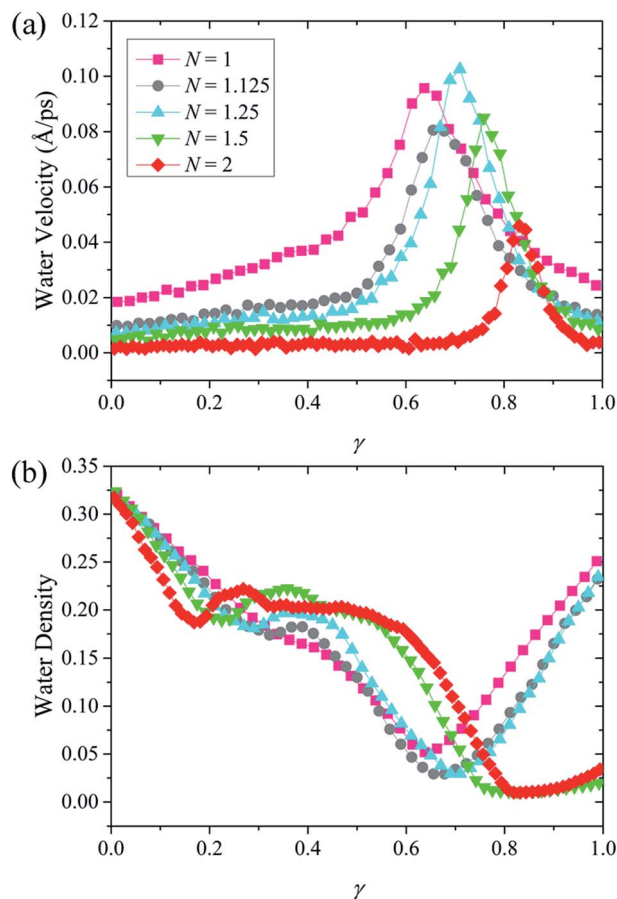 (a)
0.12
0.10
0.08
0.06
0.04
0.02
0.00
Water Velocity (Å/ps)
N = 1
N = 1.125
N = 1.25
N = 1.5
N = 2
0.0 0.2 0.4 0.6 0.8 1.0
γ
(b)
0.35
0.30
0.25
0.20
0.15
0.10
0.05
0.00
Water Density
0.0 0.2 0.4 0.6 0.8 1.0
γ